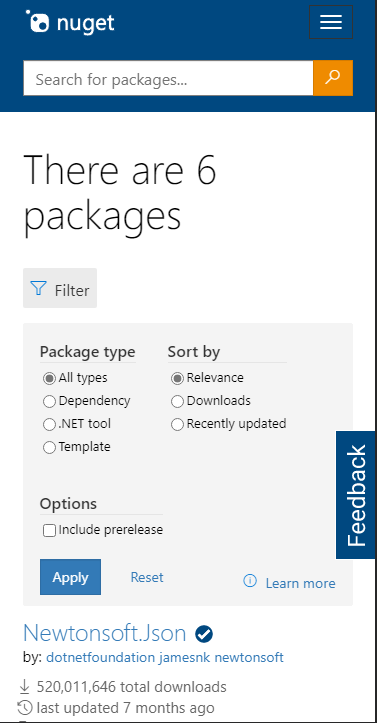 nuget
Search for packages...
There are 6
packages
Filter
Package type
Sort by
All types
Relevance
Dependency
Downloads
.NET tool
Recently updated
Template
Feedback
Options
Include prerelease
Apply
Reset
Learn more
Newtonsoft.Json
by: dotnetfoundation jamesnk newtonsoft
520,011,646 total downloads
last updated 7 months ago